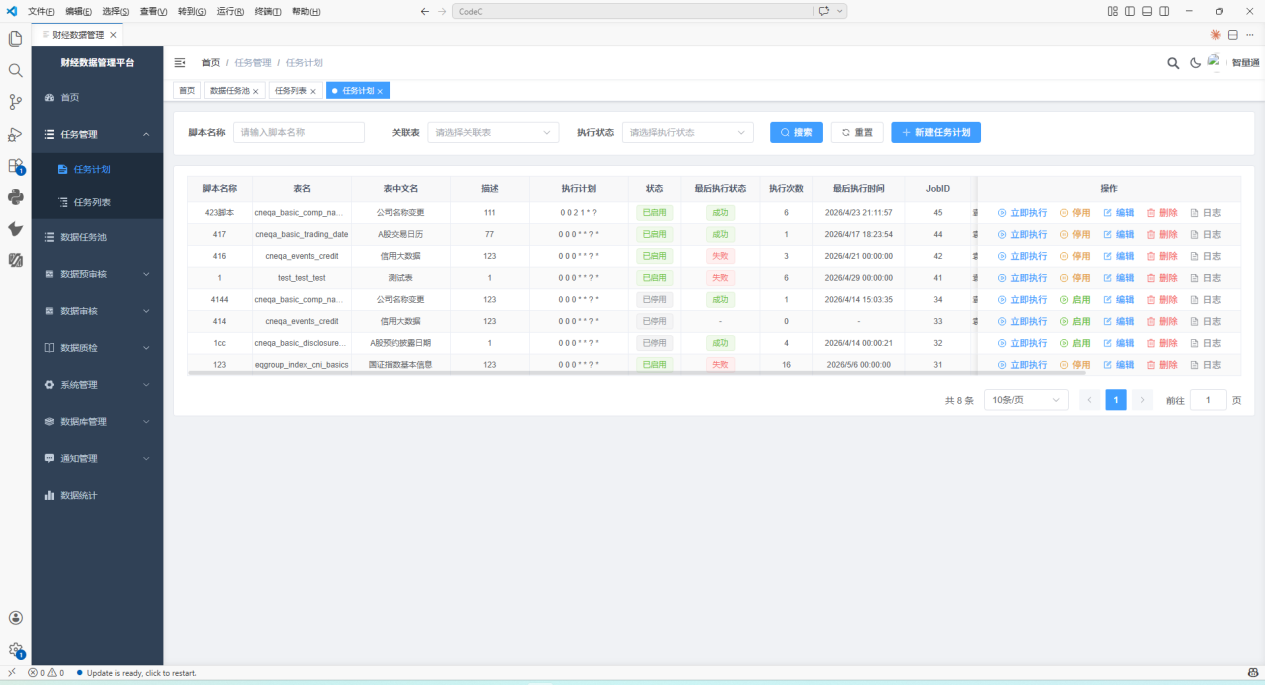 文件(F) 编辑(E) 选择(S) 查看(V) 转到(G) 运行(R) 终端(T) 帮助(H) CodeC
财经数据管理
财经数据管理平台
首页
任务管理
任务计划
任务列表
数据任务池
数据预审核
数据审核
数据质检
系统管理
数据库管理
通知管理
数据统计
首页 / 任务管理 / 任务计划
智量通
首页 数据任务池 任务列表 任务计划
脚本名称 请输入脚本名称 关联表 请选择关联表 执行状态 请选择执行状态 搜索 重置 新建任务计划
脚本名称 表名 表中文名 描述 执行计划 状态 最后执行状态 执行次数 最后执行时间 JobID 操作
423脚本 cneqa_basic_comp_na... 公司名称变更 111 0 0 2 1 * ? 已启用 成功 6 2026/4/23 21:11:57 45 立即执行 停用 编辑 删除 日志
417 cneqa_basic_trading_date A股交易日历 77 0 0 0 * * ? * 已启用 成功 1 2026/4/17 18:23:54 44 立即执行 停用 编辑 删除 日志
416 cneqa_events_credit 信用大数据 123 0 0 0 * * ? * 已启用 失败 3 2026/4/21 00:00:00 42 立即执行 停用 编辑 删除 日志
1 test_test_test 测试表 123 0 0 0 * * ? * 已启用 失败 6 2026/4/29 00:00:00 41 立即执行 停用 编辑 删除 日志
4144 cneqa_basic_comp_na... 公司名称变更 123 0 0 0 * * ? * 已停用 成功 1 2026/4/14 15:03:35 34 立即执行 启用 编辑 删除 日志
414 cneqa_events_credit 信用大数据 123 0 0 0 * * ? * 已停用 - 0 - 33 立即执行 启用 编辑 删除 日志
1cc cneqa_basic_disclosure... A股预约披露日期 1 0 0 0 * * ? * 已停用 成功 4 2026/4/14 00:00:21 32 立即执行 启用 编辑 删除 日志
123 eqgroup_index_cni_basics 国证指数基本信息 123 0 0 0 * * ? * 已启用 失败 16 2026/5/6 00:00:00 31 立即执行 停用 编辑 删除 日志
共 8 条 10条/页 1 前往 1 页
0 0 Update is ready, click to restart.